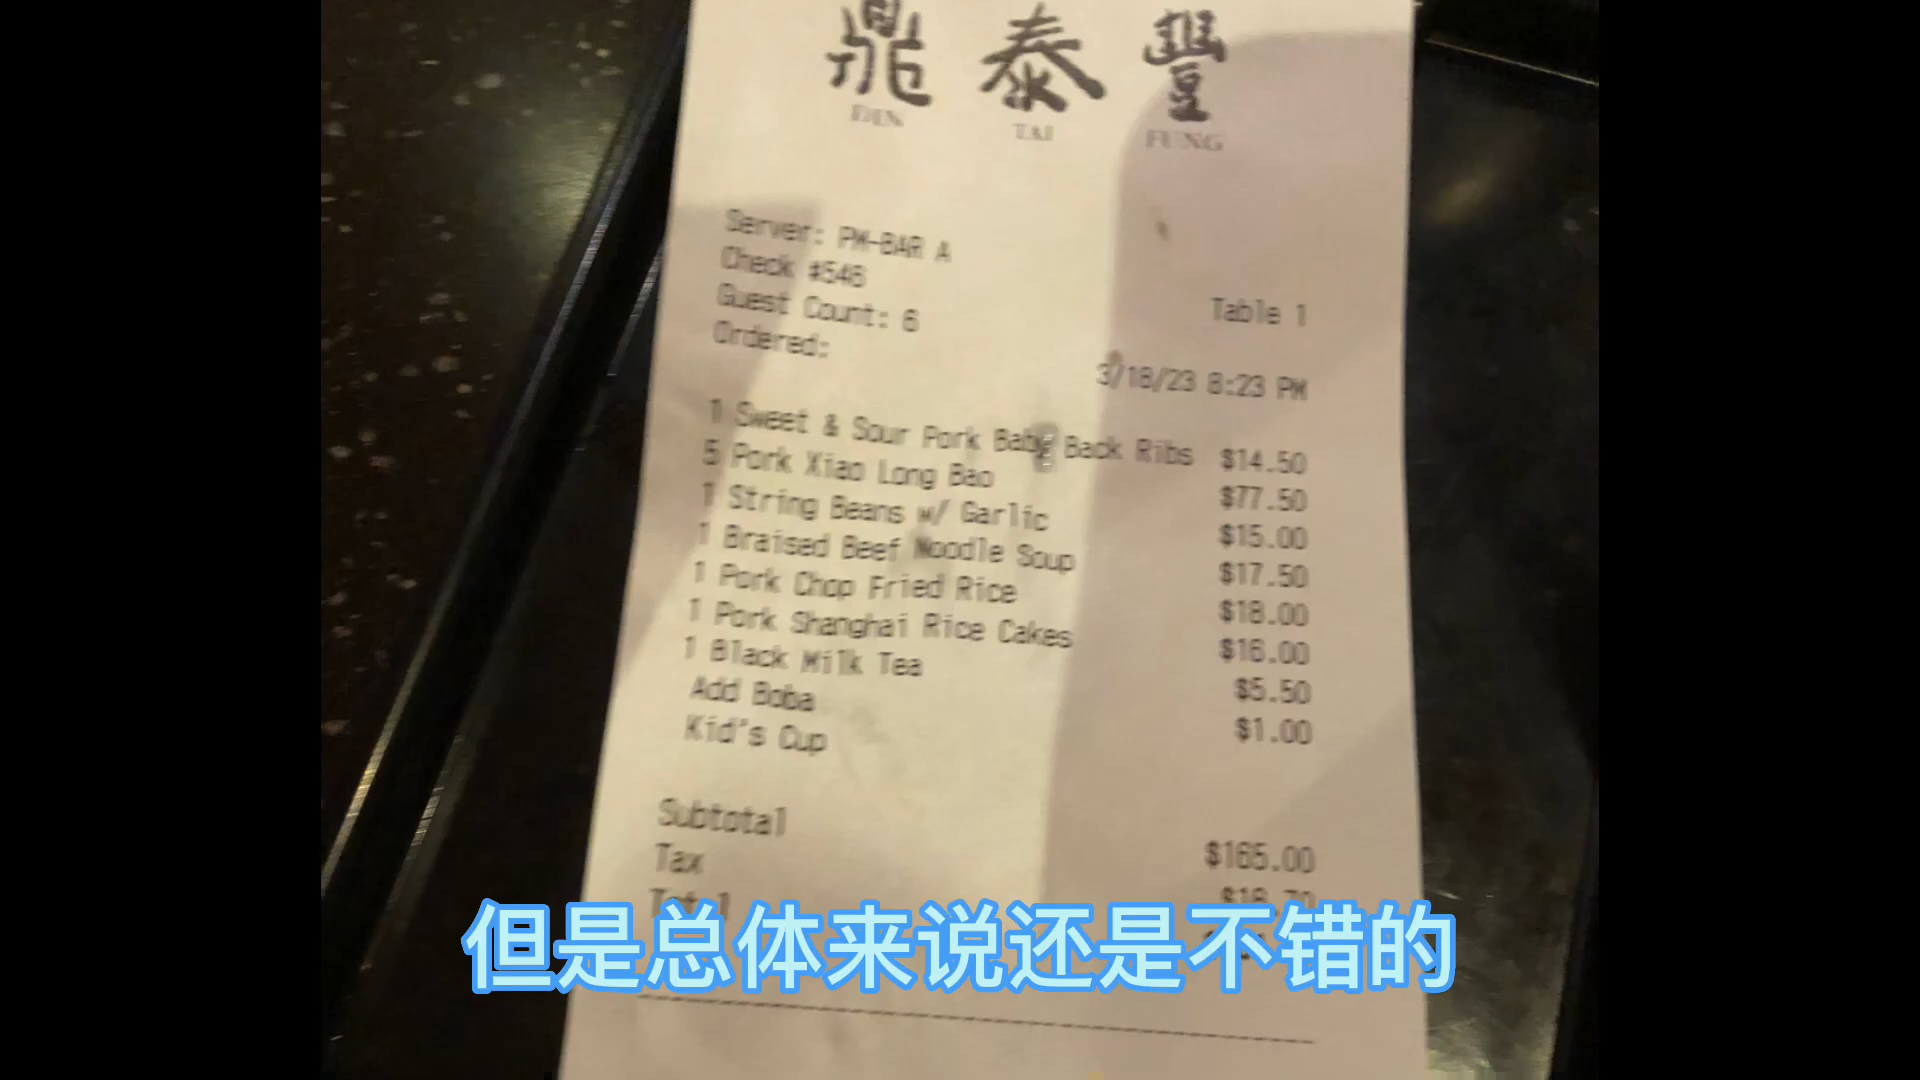 鼎泰豐
DIN TAI FUNG
Server: PM-BAR A
Check #546
Table 1
Guest Count: 6
Ordered:
3/18/23 8:23 PM
1 Sweet & Sour Pork Baby Back Ribs $14.50
5 Pork Xiao Long Bao $77.50
1 String Beans w/ Garlic $15.00
1 Braised Beef Noodle Soup $17.50
1 Pork Chop Fried Rice $18.00
1 Pork Shanghai Rice Cakes $16.00
1 Black Milk Tea $5.50
Add Boba $1.00
Kid's Cup
Subtotal $165.00
Tax $18.70
Total
但是总体来说还是不错的